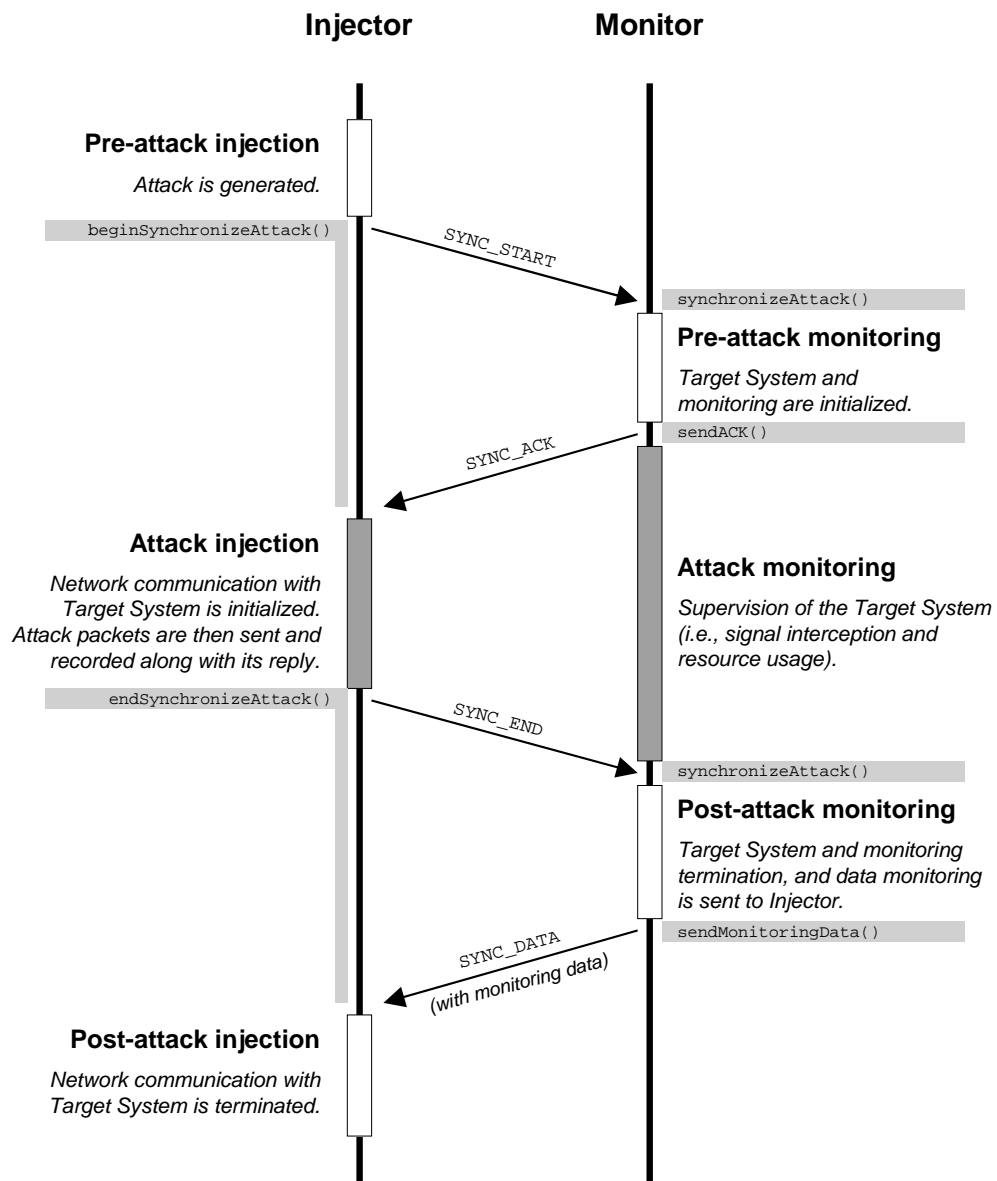 Injector
Monitor
Pre-attack injection
Attack is generated.
beginSynchronizeAttack()
SYNC_START
synchronizeAttack()
Pre-attack monitoring
Target System and
monitoring are initialized.
sendACK()
SYNC_ACK
Attack injection
Network communication with
Target System is initialized.
Attack packets are then sent and
recorded along with its reply.
Attack monitoring
Supervision of the Target System
(i.e., signal interception and
resource usage).
endSynchronizeAttack()
SYNC_END
synchronizeAttack()
Post-attack monitoring
Target System and monitoring
termination, and data monitoring
is sent to Injector.
sendMonitoringData()
SYNC_DATA
(with monitoring data)
Post-attack injection
Network communication with
Target System is terminated.